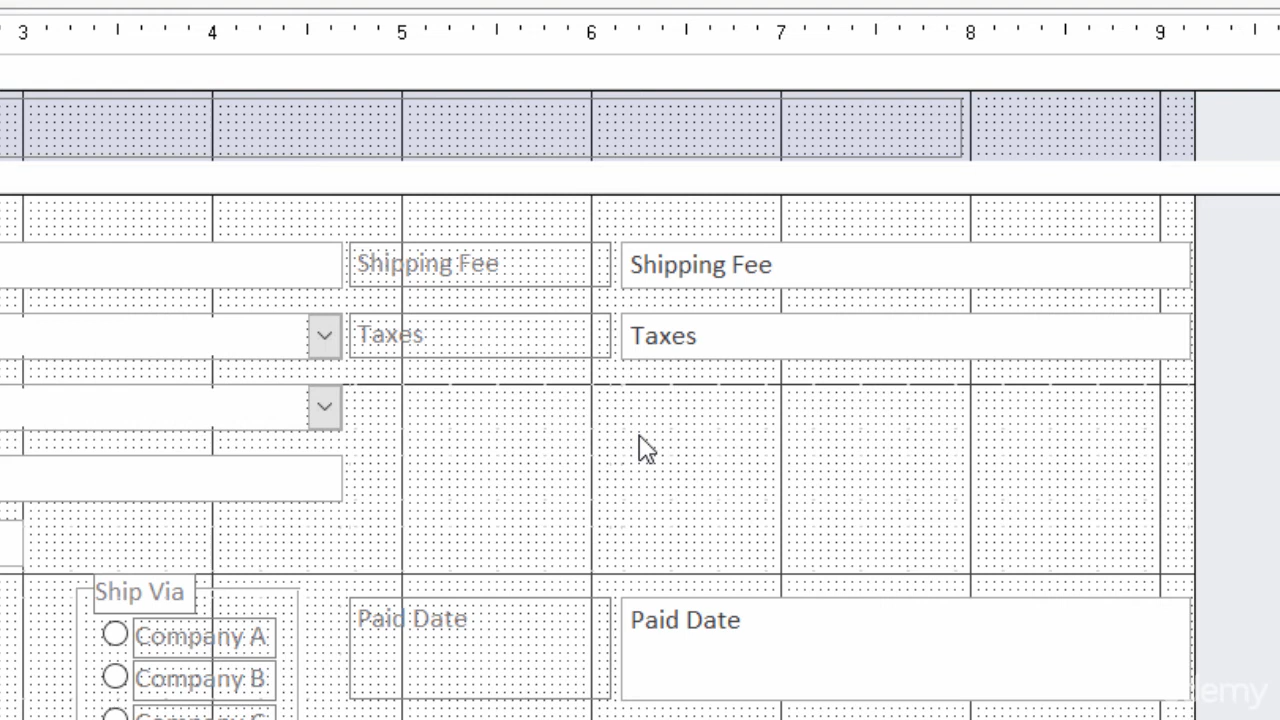 3 4 5 6 7 8 9
Shipping Fee Shipping Fee
Taxes Taxes
Ship Via
Paid Date Paid Date
Company A
Company B